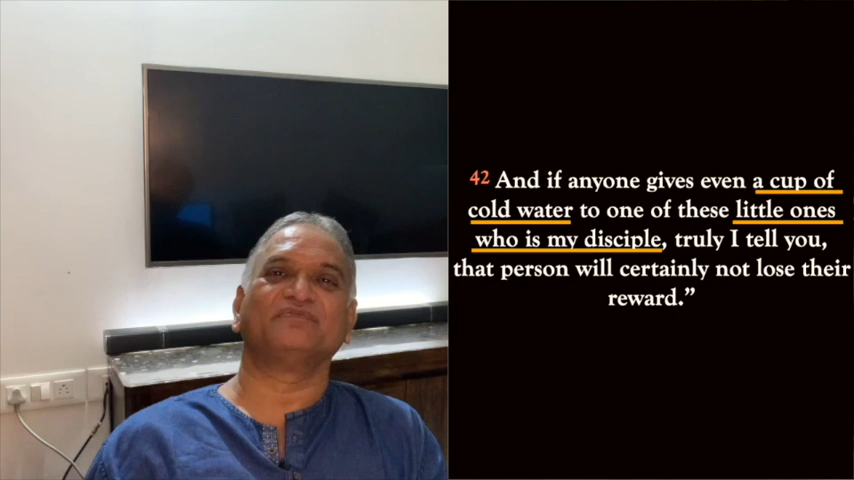 42 And if anyone gives even a cup of
cold water to one of these little ones
who is my disciple, truly I tell you,
that person will certainly not lose their
reward.”